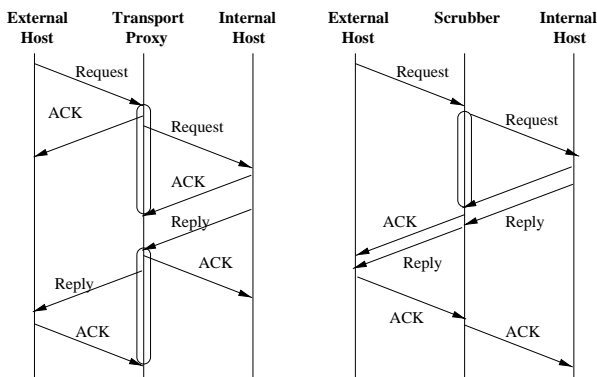 External Host
Transport Proxy
Internal Host
Request
ACK
Request
ACK
Reply
ACK
Reply
ACK
External Host
Scrubber
Internal Host
Request
Request
ACK
Reply
Reply
ACK
ACK